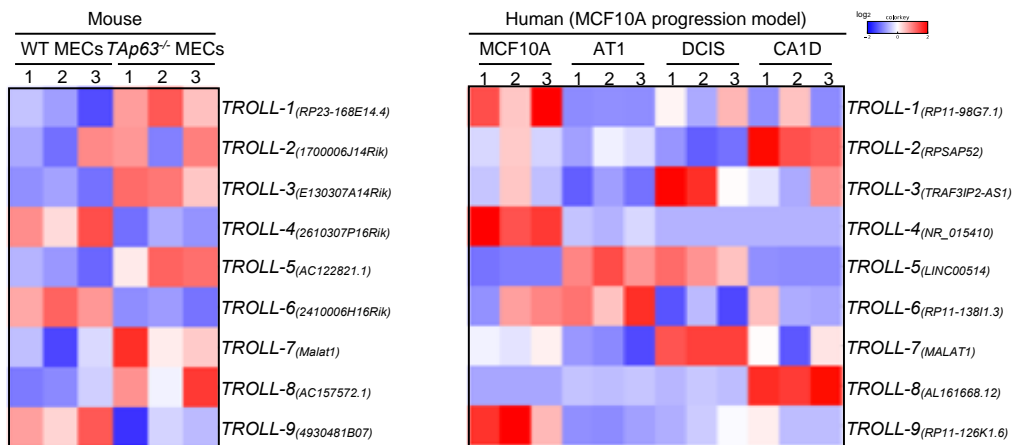 Mouse
WT MECs TAp63-/- MECs
1 2 3 1 2 3
TROLL-1(RP23-168E14.4)
TROLL-2(1700006J14Rik)
TROLL-3(E130307A14Rik)
TROLL-4(2610307P16Rik)
TROLL-5(AC122821.1)
TROLL-6(2410006H16Rik)
TROLL-7(Malat1)
TROLL-8(AC157572.1)
TROLL-9(4930481B07)
Human (MCF10A progression model)
MCF10A AT1 DCIS CA1D
1 2 3 1 2 3 1 2 3 1 2 3
TROLL-1(RP11-98G7.1)
TROLL-2(RPSAP52)
TROLL-3(TRAF3IP2-AS1)
TROLL-4(NR_015410)
TROLL-5(LINC00514)
TROLL-6(RP11-138I1.3)
TROLL-7(MALAT1)
TROLL-8(AL161668.12)
TROLL-9(RP11-126K1.6)
log2 colorkey
-2 0 2